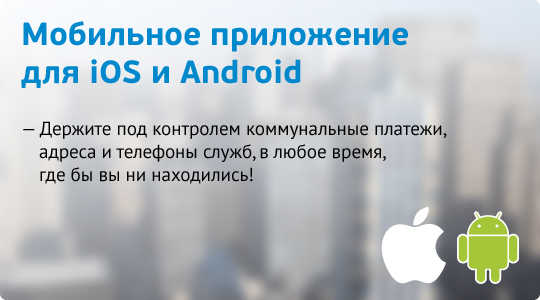 Мобильное приложение
для iOS и Android
— Держите под контролем коммунальные платежи,
адреса и телефоны служб, в любое время,
где бы вы ни находились!